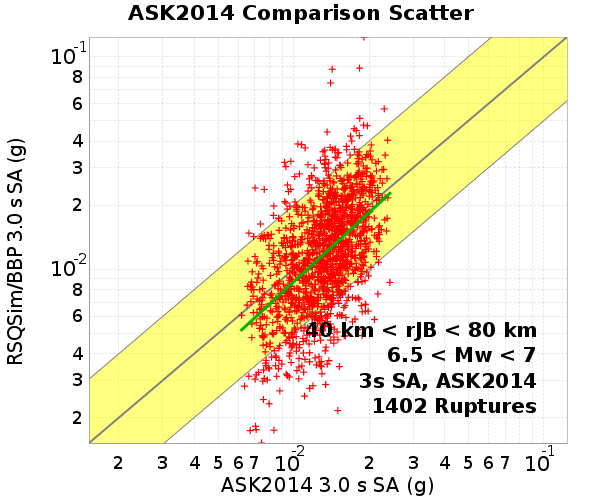 ASK2014 Comparison Scatter
RSQSim/BBP 3.0 s SA (g)
10-1
8
6
4
3
2
10-2
8
6
4
3
2
40 km < rJB < 80 km
6.5 < Mw < 7
3s SA, ASK2014
1402 Ruptures
2 3 4 5 6 7 10-2 2 3 4 5 6 7 10-1
ASK2014 3.0 s SA (g)